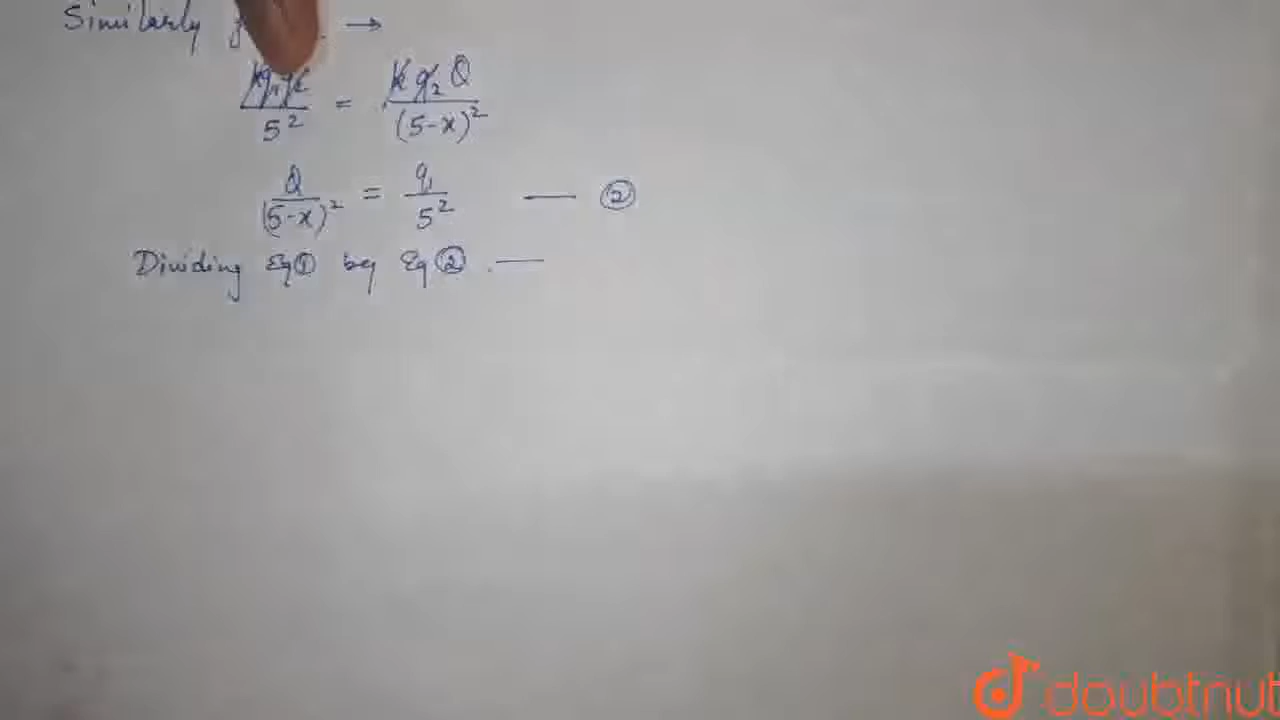 Similarly →
kq₁q₂/5² = kq₂Q/(5-x)²
Q/(5-x)² = q₁/5² — ②
Dividing Eq① by Eq② . —
doubtnut